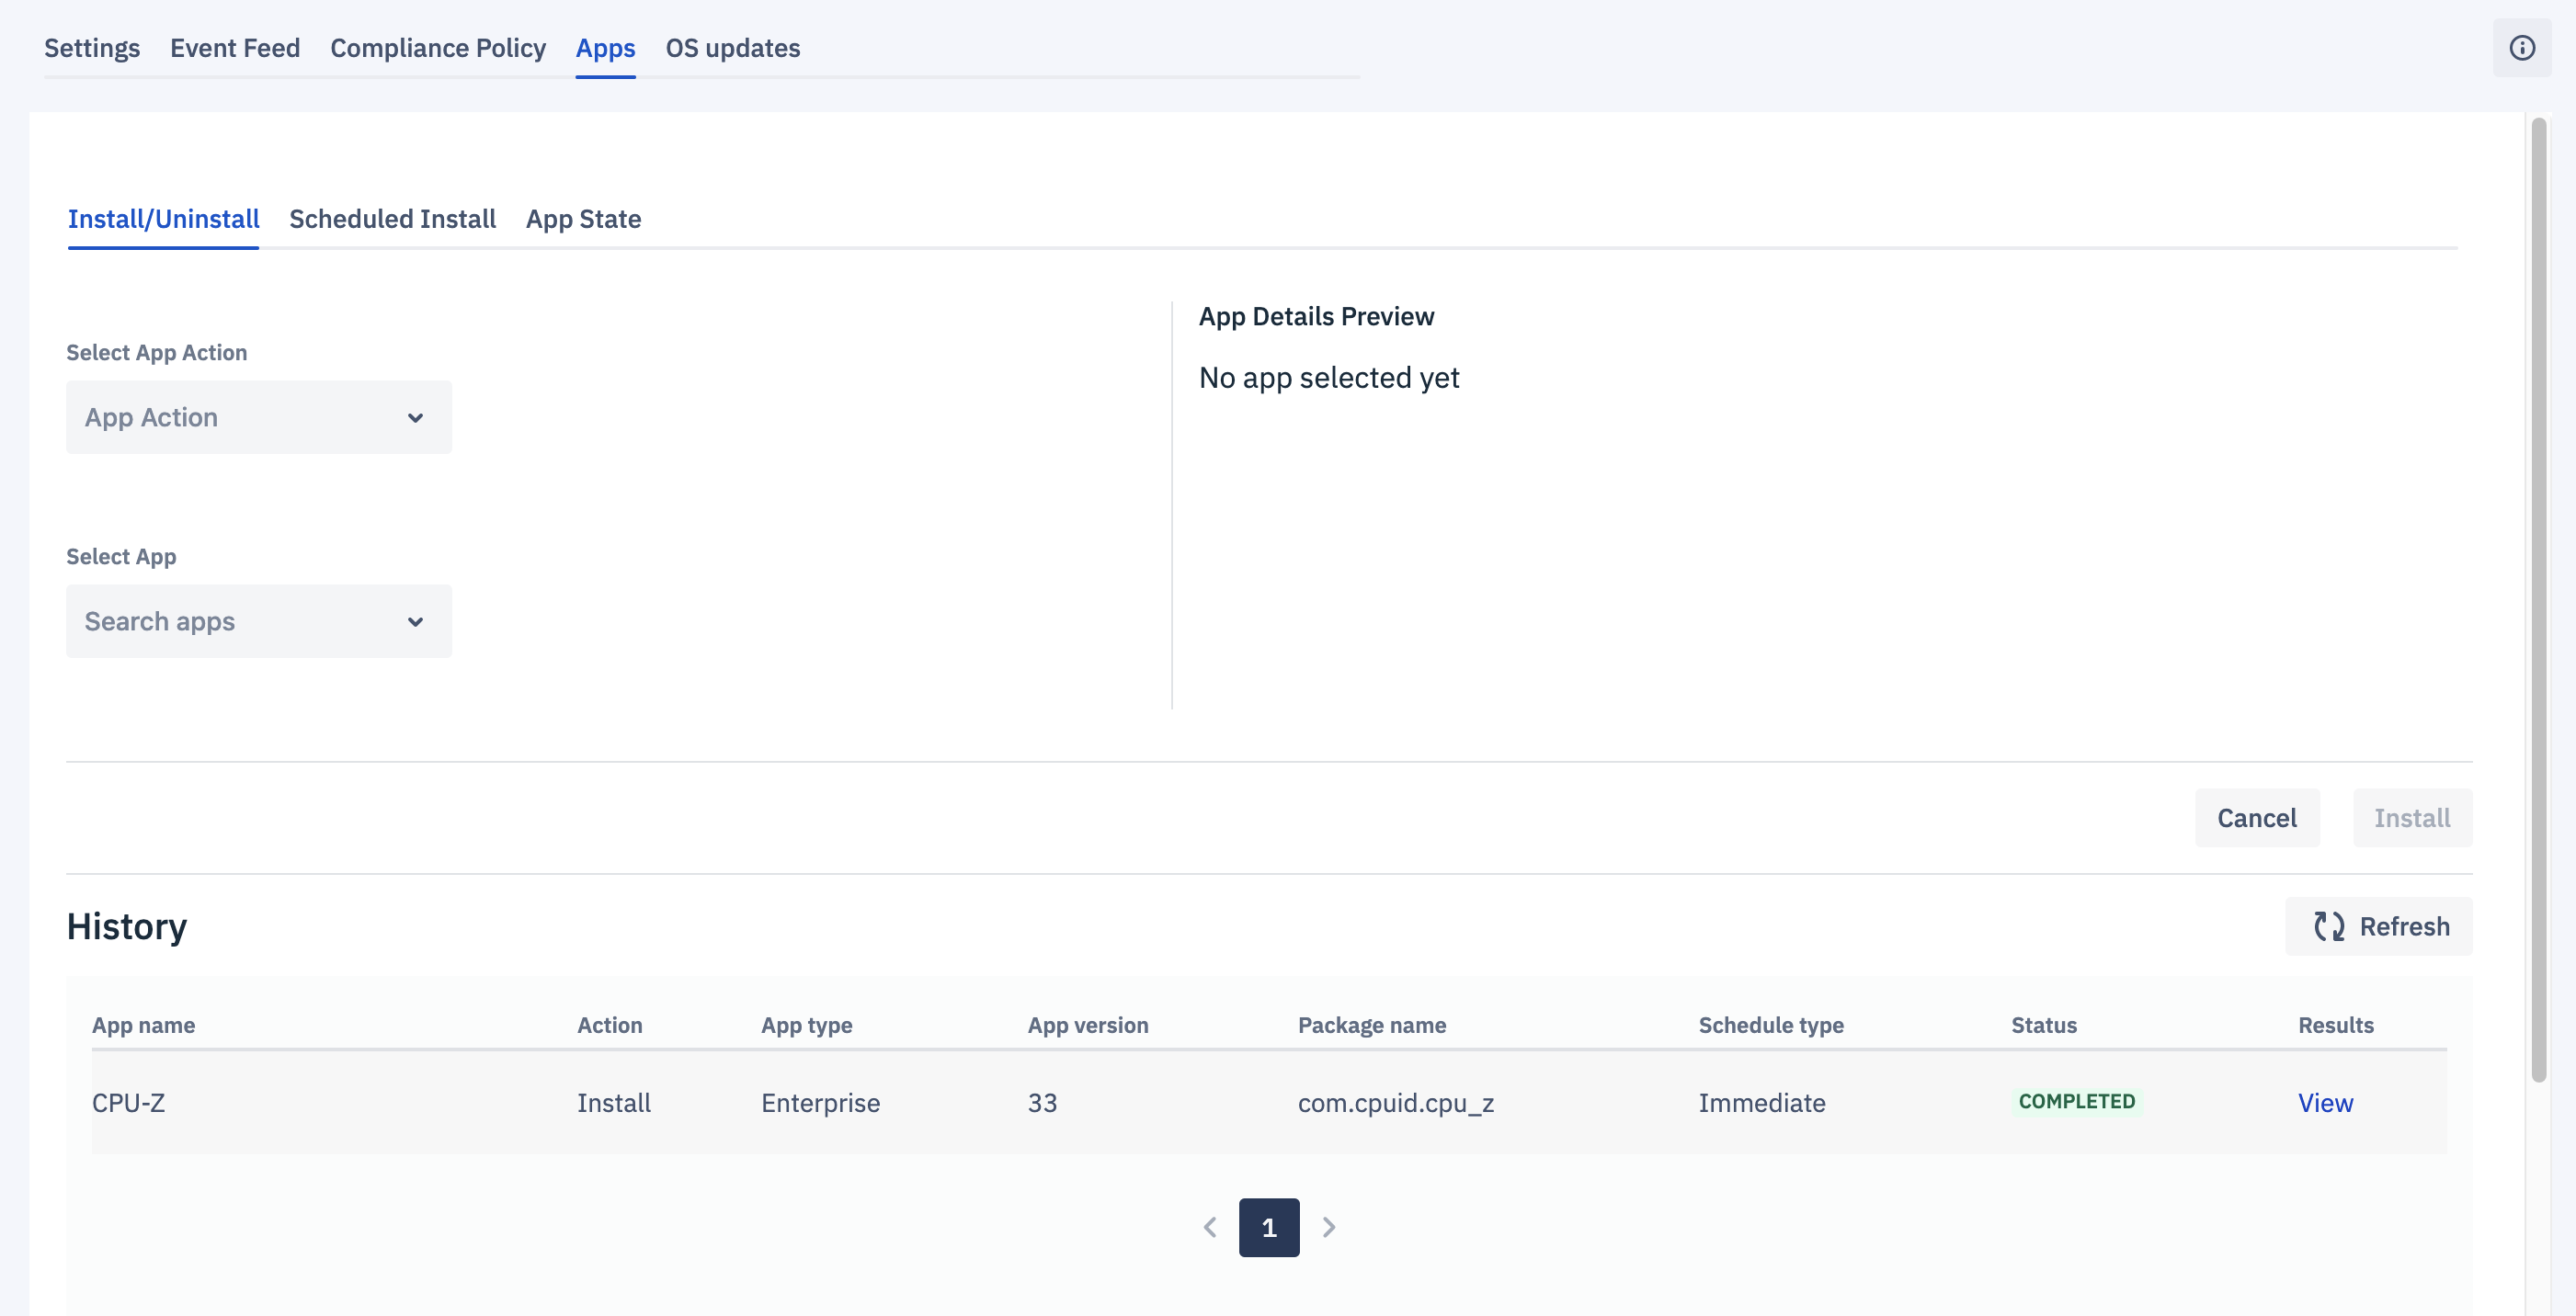 Settings Event Feed Compliance Policy Apps OS updates
Install/Uninstall Scheduled Install App State
Select App Action
App Action
Select App
Search apps
App Details Preview
No app selected yet
Cancel Install
History
Refresh
App name Action App type App version Package name Schedule type Status Results
CPU-Z Install Enterprise 33 com.cpuid.cpu_z Immediate COMPLETED View
1